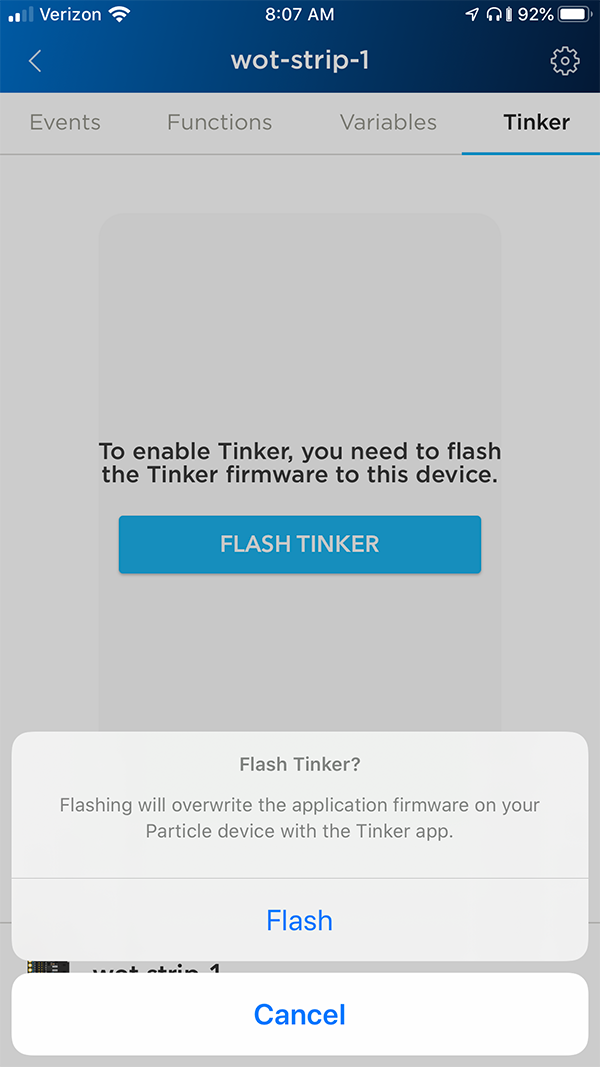 Verizon 8:07 AM 92%
wot-strip-1
Events Functions Variables Tinker
To enable Tinker, you need to flash
the Tinker firmware to this device.
FLASH TINKER
Flash Tinker?
Flashing will overwrite the application firmware on your
Particle device with the Tinker app.
Flash
wot-strip-1
Cancel